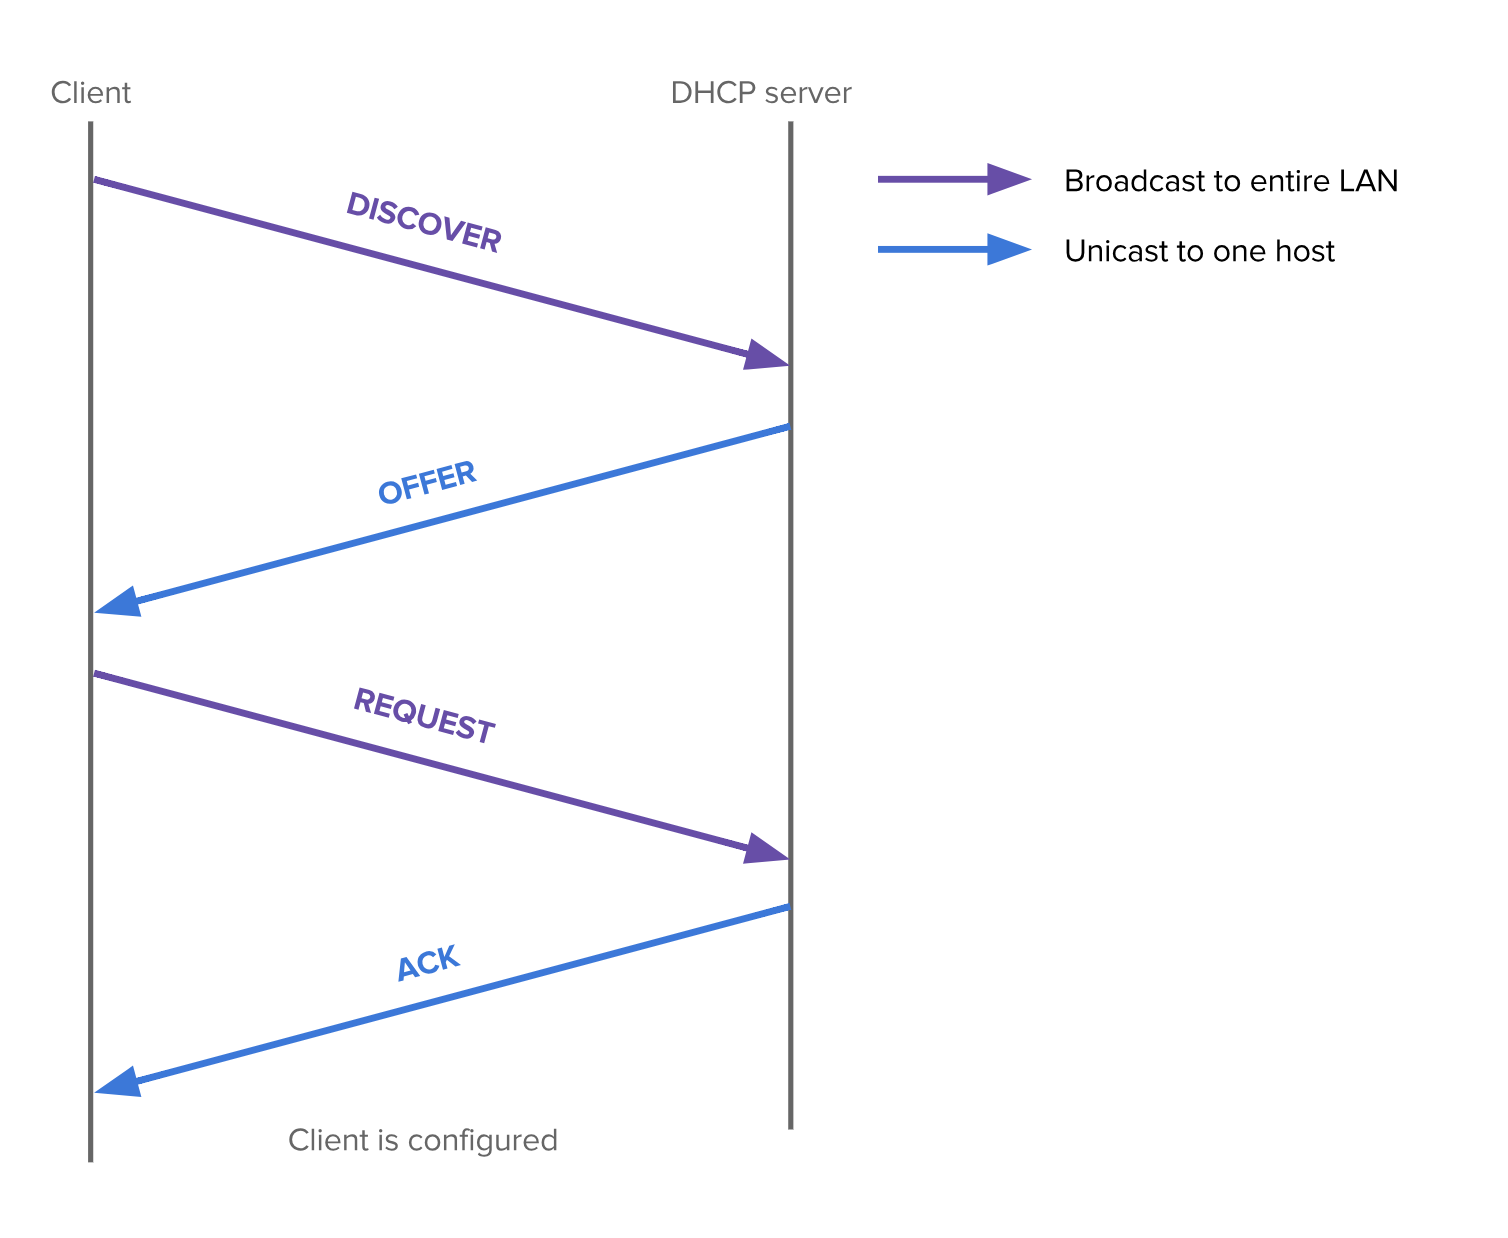 Client
DHCP server
Broadcast to entire LAN
Unicast to one host
DISCOVER
OFFER
REQUEST
ACK
Client is configured